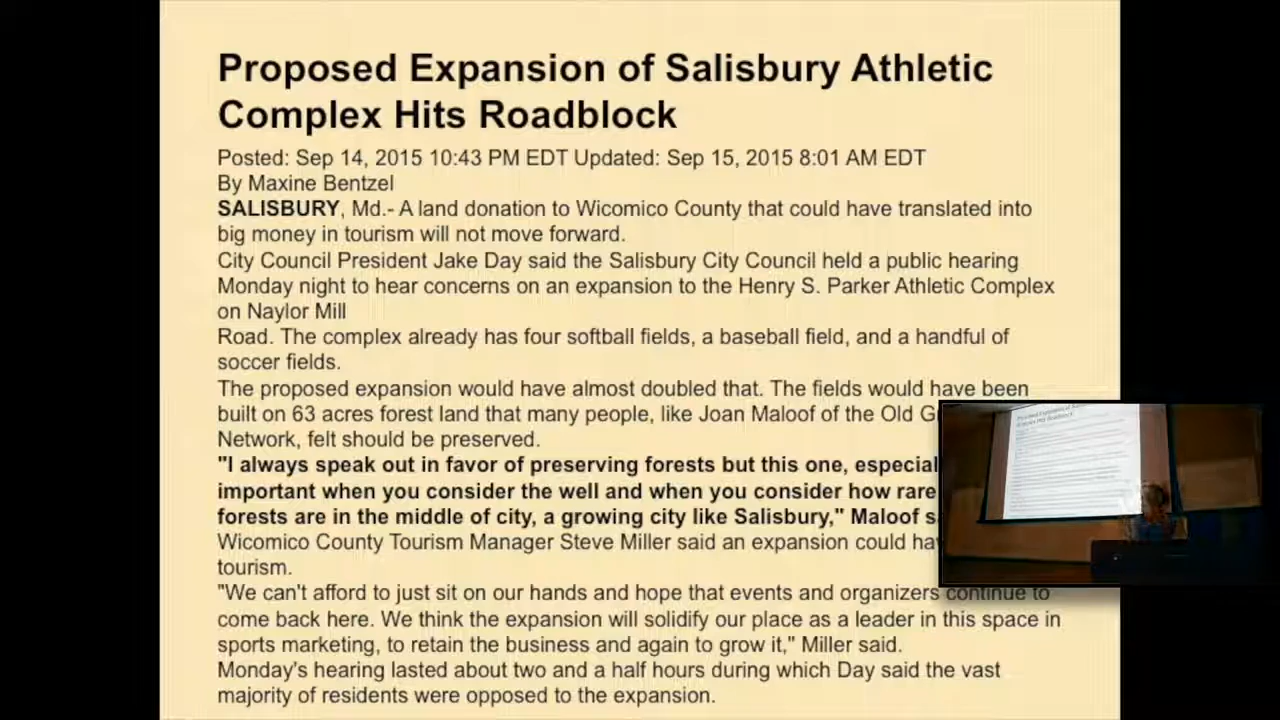 Proposed Expansion of Salisbury Athletic
Complex Hits Roadblock
Posted: Sep 14, 2015 10:43 PM EDT Updated: Sep 15, 2015 8:01 AM EDT
By Maxine Bentzel
SALISBURY, Md.- A land donation to Wicomico County that could have translated into
big money in tourism will not move forward.
City Council President Jake Day said the Salisbury City Council held a public hearing
Monday night to hear concerns on an expansion to the Henry S. Parker Athletic Complex
on Naylor Mill
Road. The complex already has four softball fields, a baseball field, and a handful of
soccer fields.
The proposed expansion would have almost doubled that. The fields would have been
built on 63 acres forest land that many people, like Joan Maloof of the Old
Network, felt should be preserved.
"I always speak out in favor of preserving forests but this one,
important when you consider the well and when you consider how rare
forests are in the middle of city, a growing city like Salisbury," Maloof
Wicomico County Tourism Manager Steve Miller said an expansion could
tourism.
"We can't afford to just sit on our hands and hope that events and organizers continue to
come back here. We think the expansion will solidify our place as a leader in this space in
sports marketing, to retain the business and again to grow it," Miller said.
Monday's hearing lasted about two and a half hours during which Day said the vast
majority of residents were opposed to the expansion.